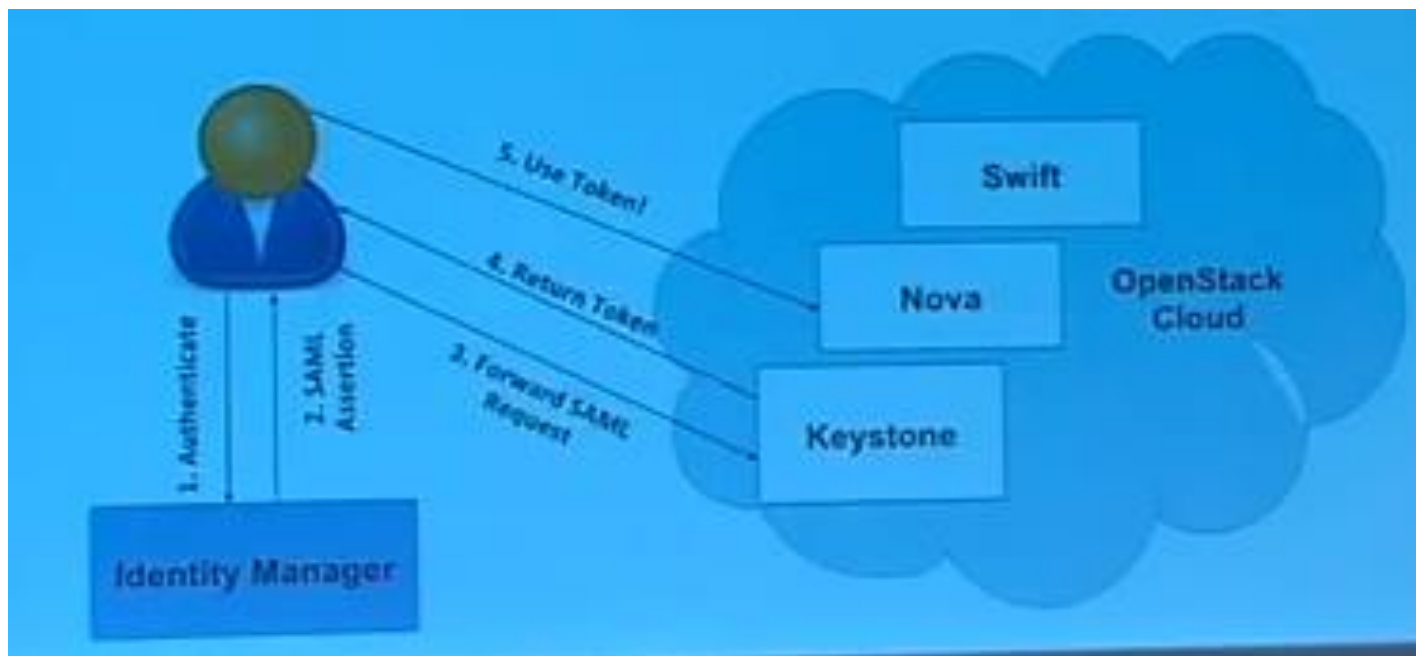 5. Use Token!
Swift
4. Return Token
Nova
OpenStack
Cloud
1. Authenticate
2. SAML
Assertion
3. Forward SAML
Request
Keystone
Identity Manager